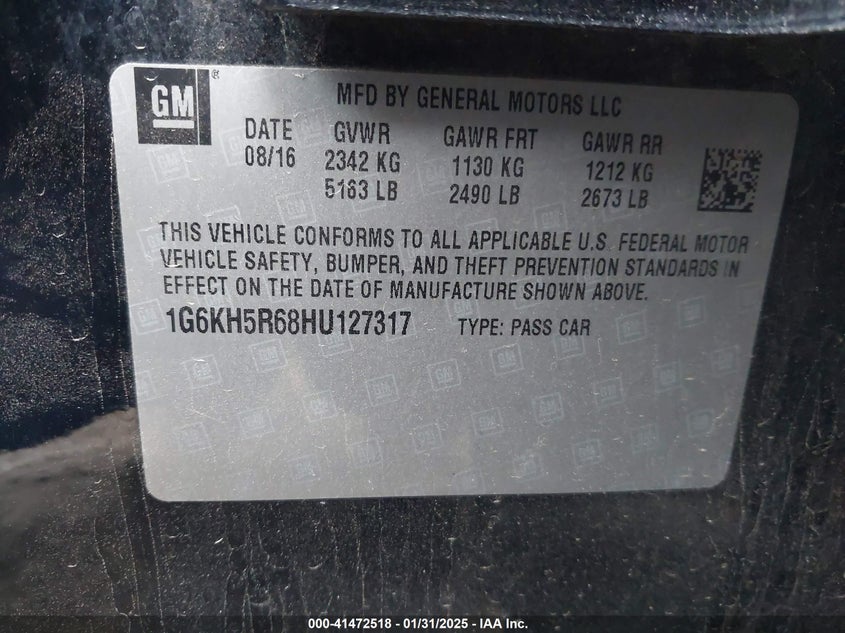 GM ®
MFD BY GENERAL MOTORS LLC
DATE GVWR GAWR FRT GAWR RR
08/16 2342 KG 1130 KG 1212 KG
5163 LB 2490 LB 2673 LB
THIS VEHICLE CONFORMS TO ALL APPLICABLE U.S. FEDERAL MOTOR
VEHICLE SAFETY, BUMPER, AND THEFT PREVENTION STANDARDS IN
EFFECT ON THE DATE OF MANUFACTURE SHOWN ABOVE.
1G6KH5R68HU127317 TYPE: PASS CAR
000-41472518 - 01/31/2025 - IAA Inc.